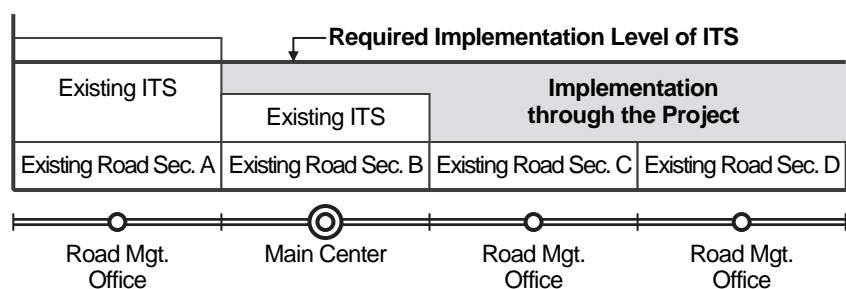 Required Implementation Level of ITS
Existing ITS
Implementation
through the Project
Existing ITS
Existing Road Sec. A
Existing Road Sec. B
Existing Road Sec. C
Existing Road Sec. D
Road Mgt.
Office
Main Center
Road Mgt.
Office
Road Mgt.
Office